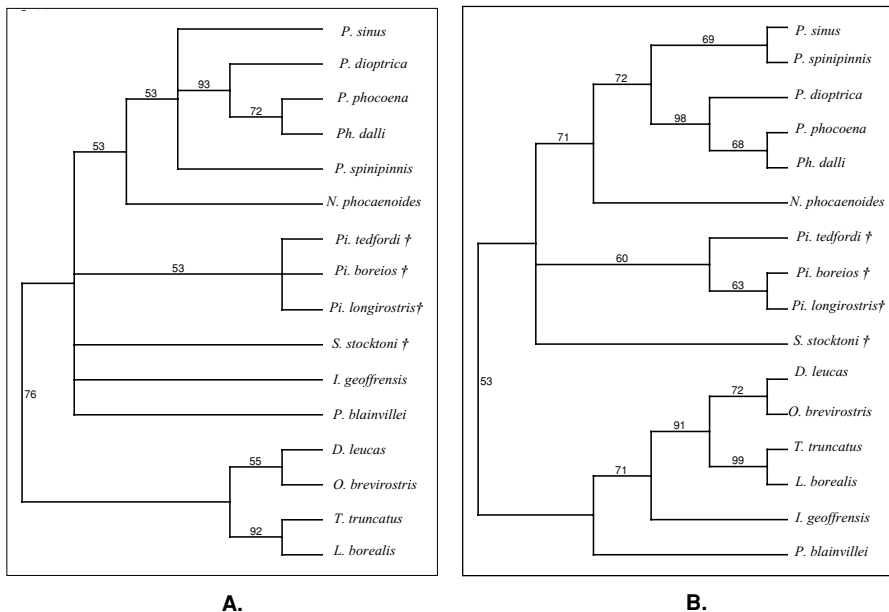 P. sinus
93
P. dioptrica
53
P. phocoena
72
Ph. dalli
53
P. spinipinnis
N. phocaenoides
Pi. tedfordi †
53
Pi. boreios †
Pi. longirostris†
S. stocktoni †
I. geoffrensis
76
P. blainvillei
D. leucas
55
O. brevirostris
T. truncatus
92
L. borealis
A.
P. sinus
69
P. spinipinnis
72
P. dioptrica
98
P. phocoena
71
68
Ph. dalli
N. phocaenoides
Pi. tedfordi †
60
Pi. boreios †
63
Pi. longirostris†
S. stocktoni †
D. leucas
53
72
O. brevirostris
91
T. truncatus
99
71
L. borealis
I. geoffrensis
P. blainvillei
B.